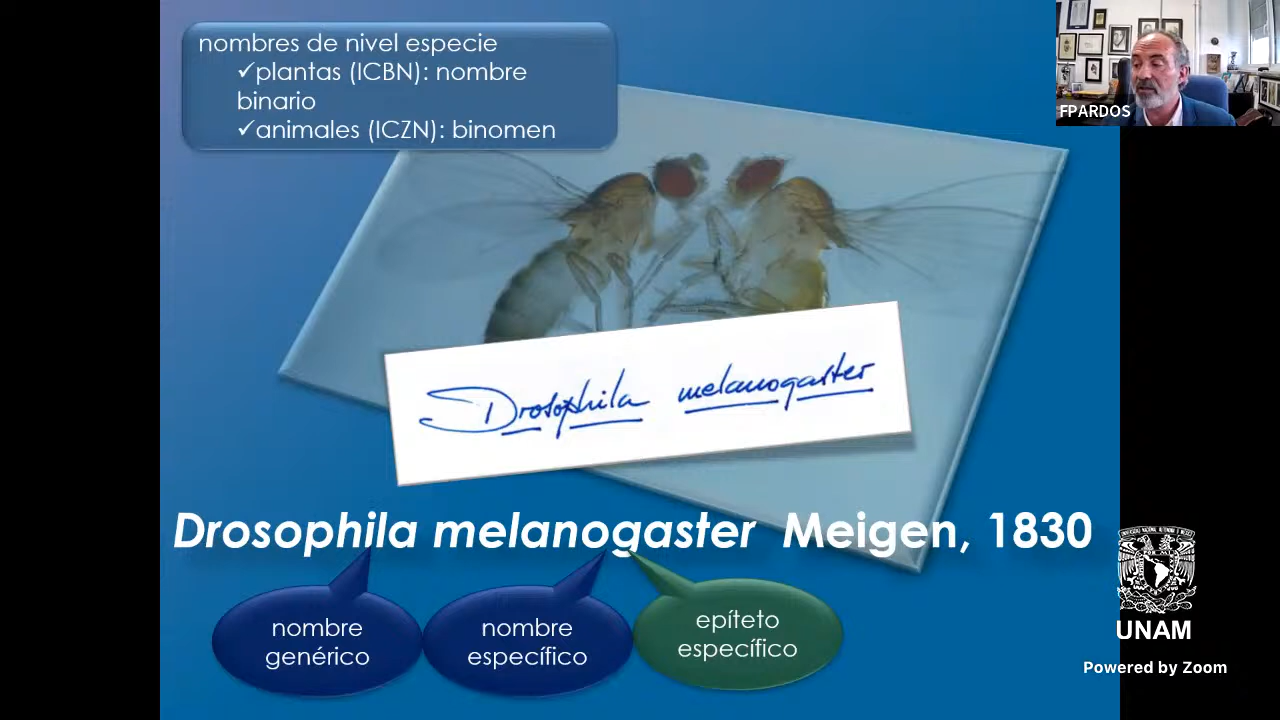 nombres de nivel especie
✓plantas (ICBN): nombre
binario
✓animales (ICZN): binomen
FPARDOS
Drosophila melanogaster
Drosophila melanogaster Meigen, 1830
nombre
genérico
nombre
específico
epíteto
específico
UNAM
Powered by Zoom